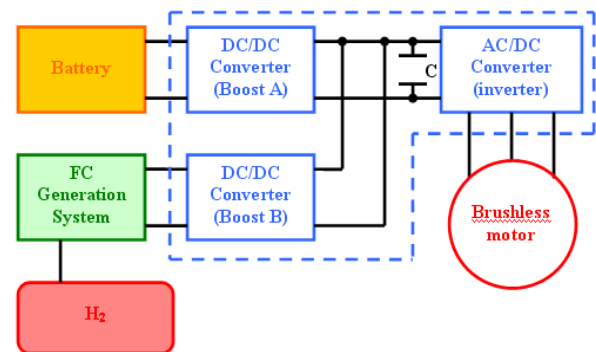 Battery
DC/DC
Converter
(Boost A)
C
AC/DC
Converter
(inverter)
FC
Generation
System
DC/DC
Converter
(Boost B)
Brushless
motor
H₂